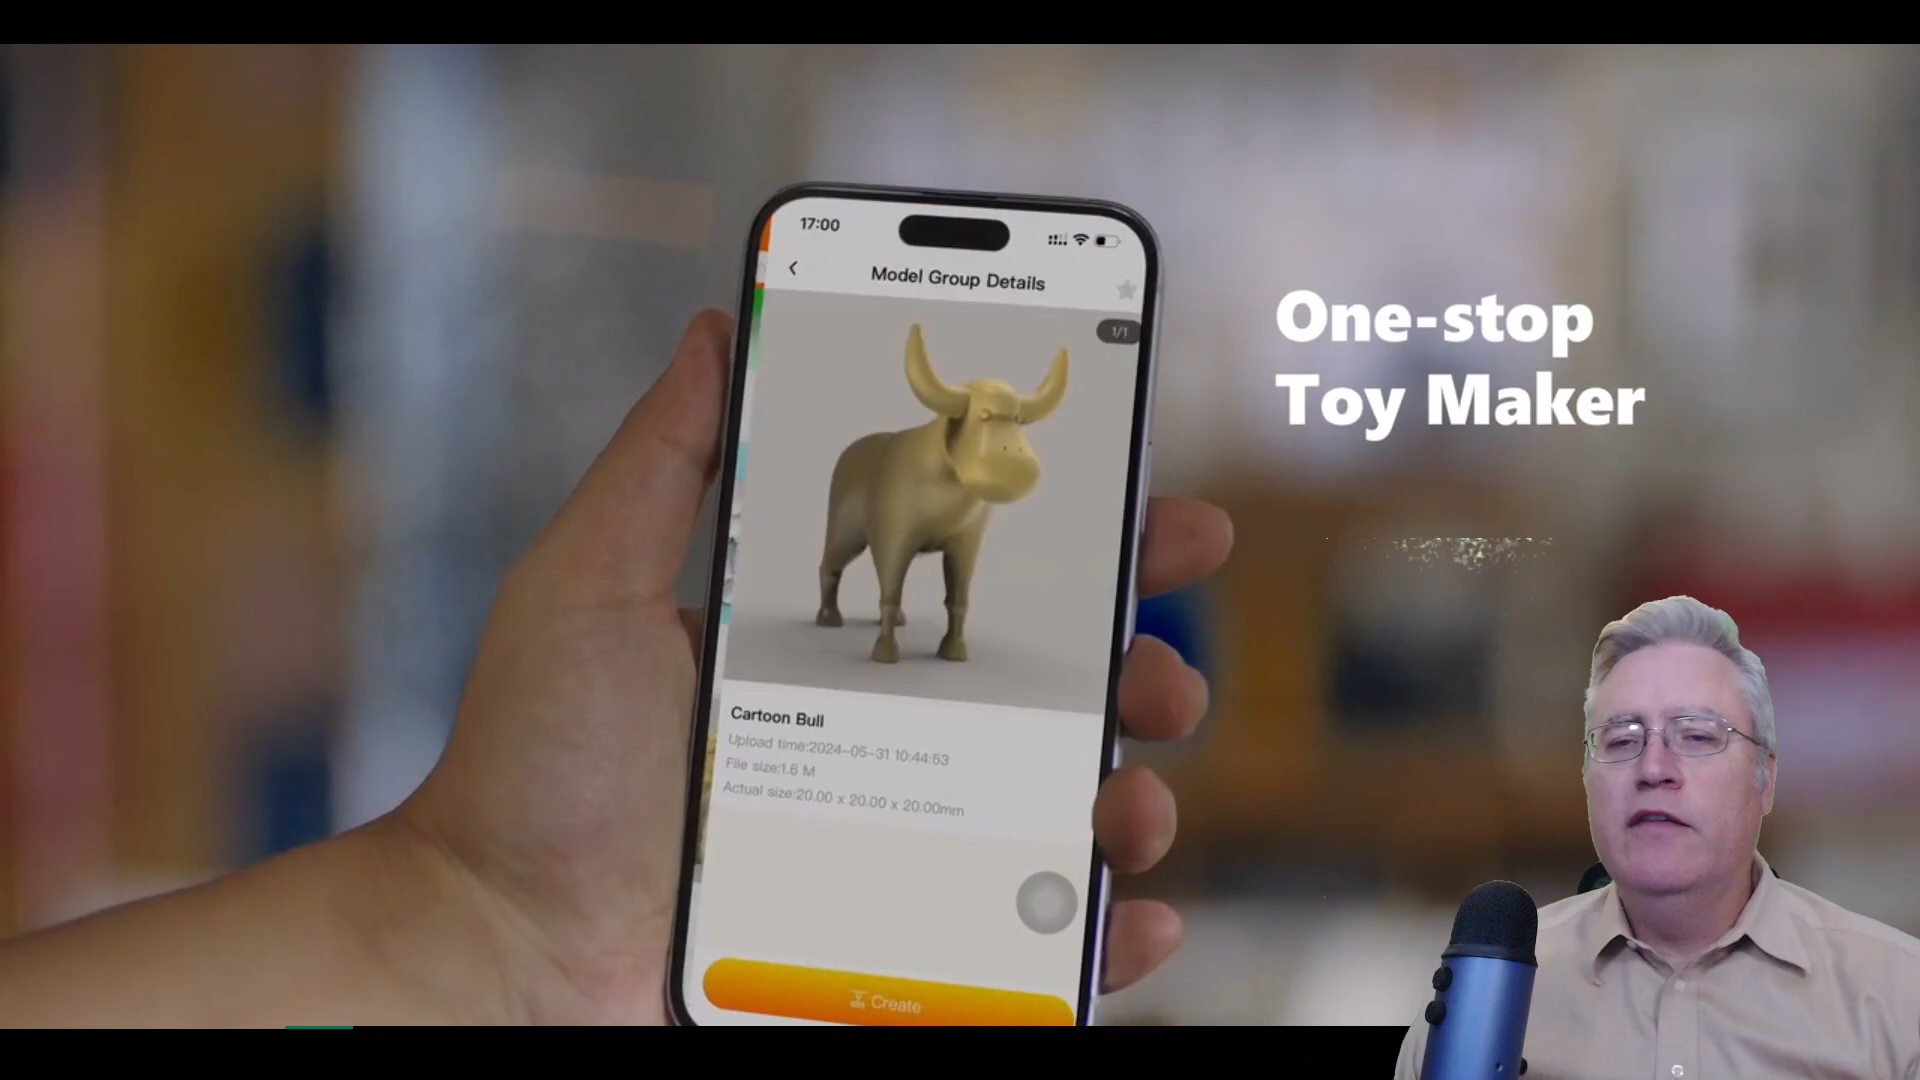 17:00
Model Group Details
1/1
One-stop
Toy Maker
Cartoon Bull
Upload time:2024-05-31 10:44:53
File size:1.6 M
Actual size:20.00 x 20.00 x 20.00mm
Create